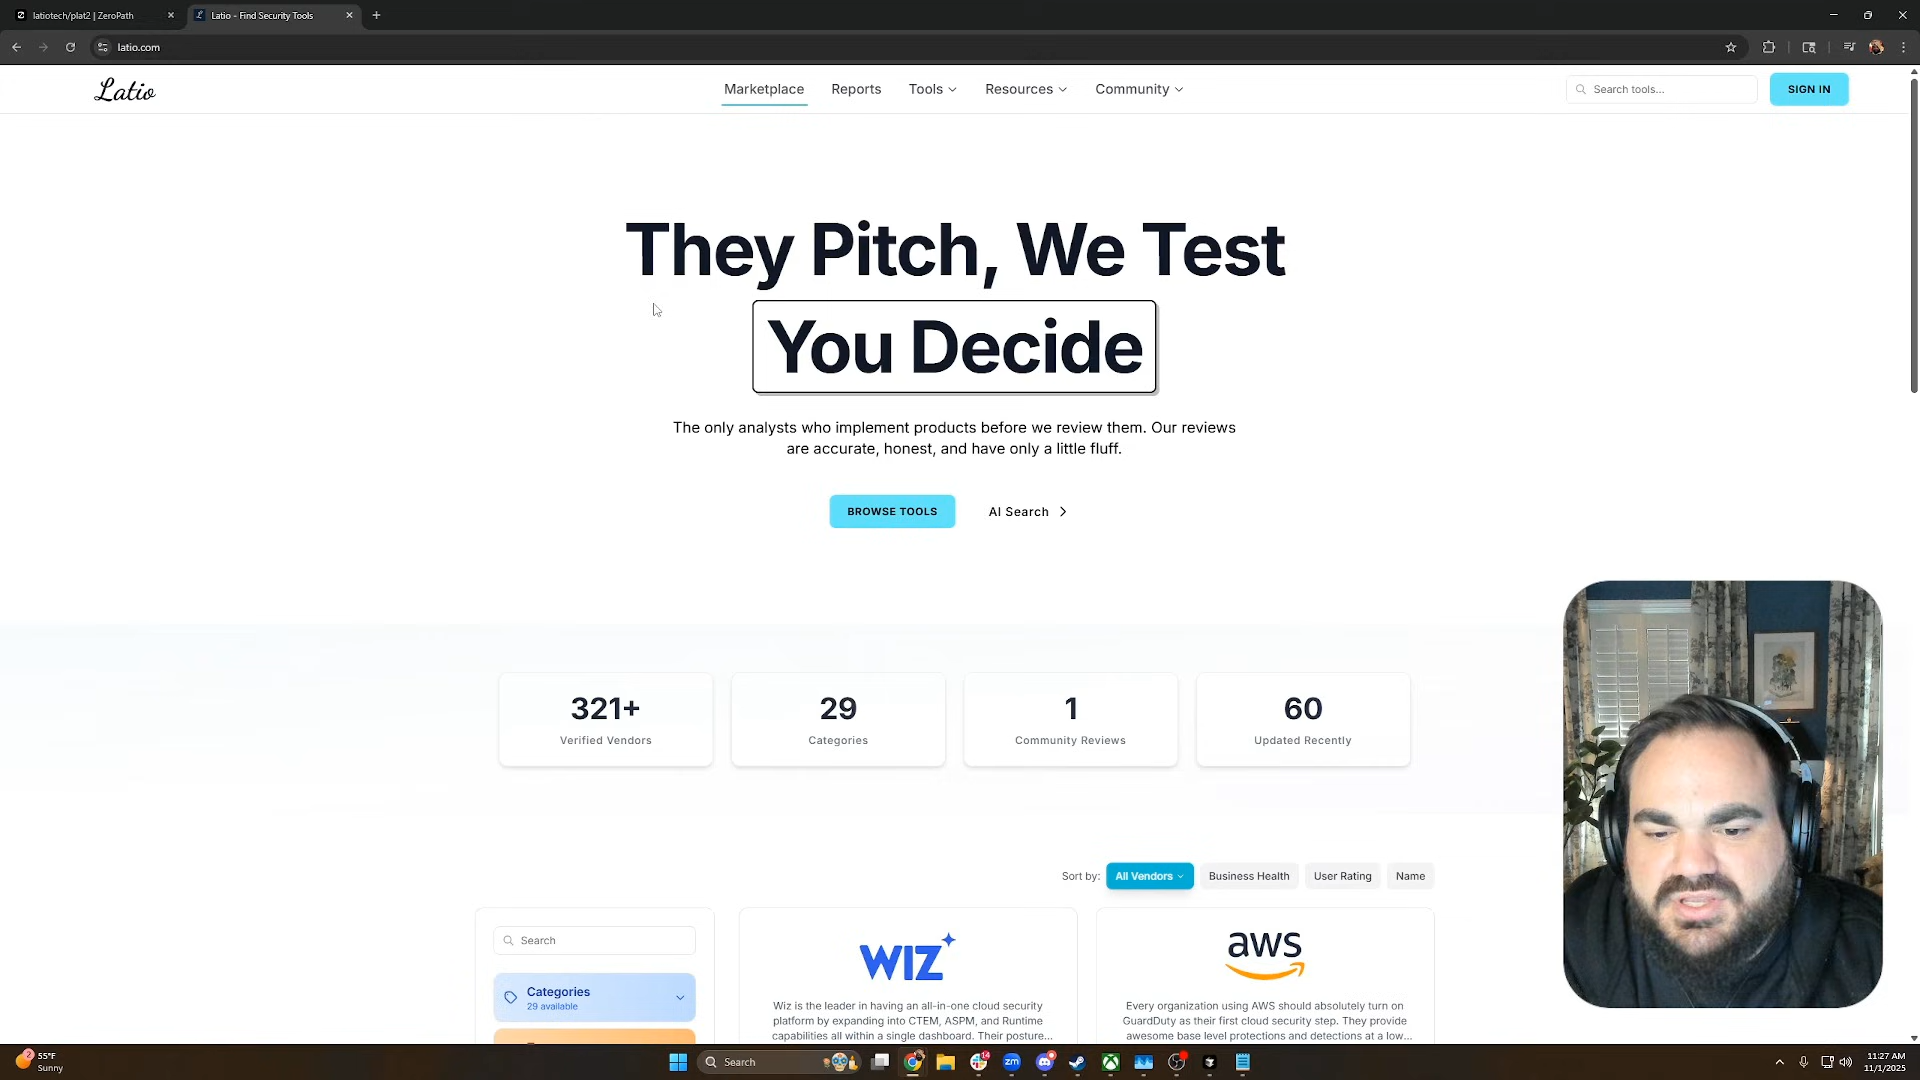 latiotech/plat2 | ZeroPath
Latio - Find Security Tools
latio.com
Latio
Marketplace
Reports
Tools
Resources
Community
Search tools...
SIGN IN
They Pitch, We Test
You Decide
The only analysts who implement products before we review them. Our reviews
are accurate, honest, and have only a little fluff.
BROWSE TOOLS
AI Search
321+
Verified Vendors
29
Categories
1
Community Reviews
60
Updated Recently
Sort by:
All Vendors
Business Health
User Rating
Name
Search
Categories
29 available
WIZ
Wiz is the leader in having an all-in-one cloud security
platform by expanding into CTEM, ASPM, and Runtime
capabilities all within a single dashboard. Their posture...
aws
Every organization using AWS should absolutely turn on
GuardDuty as their first cloud security step. They provide
awesome base level protections and detections at a low...
2
55°F
Sunny
Search
14
zm
11:27 AM
11/1/2025